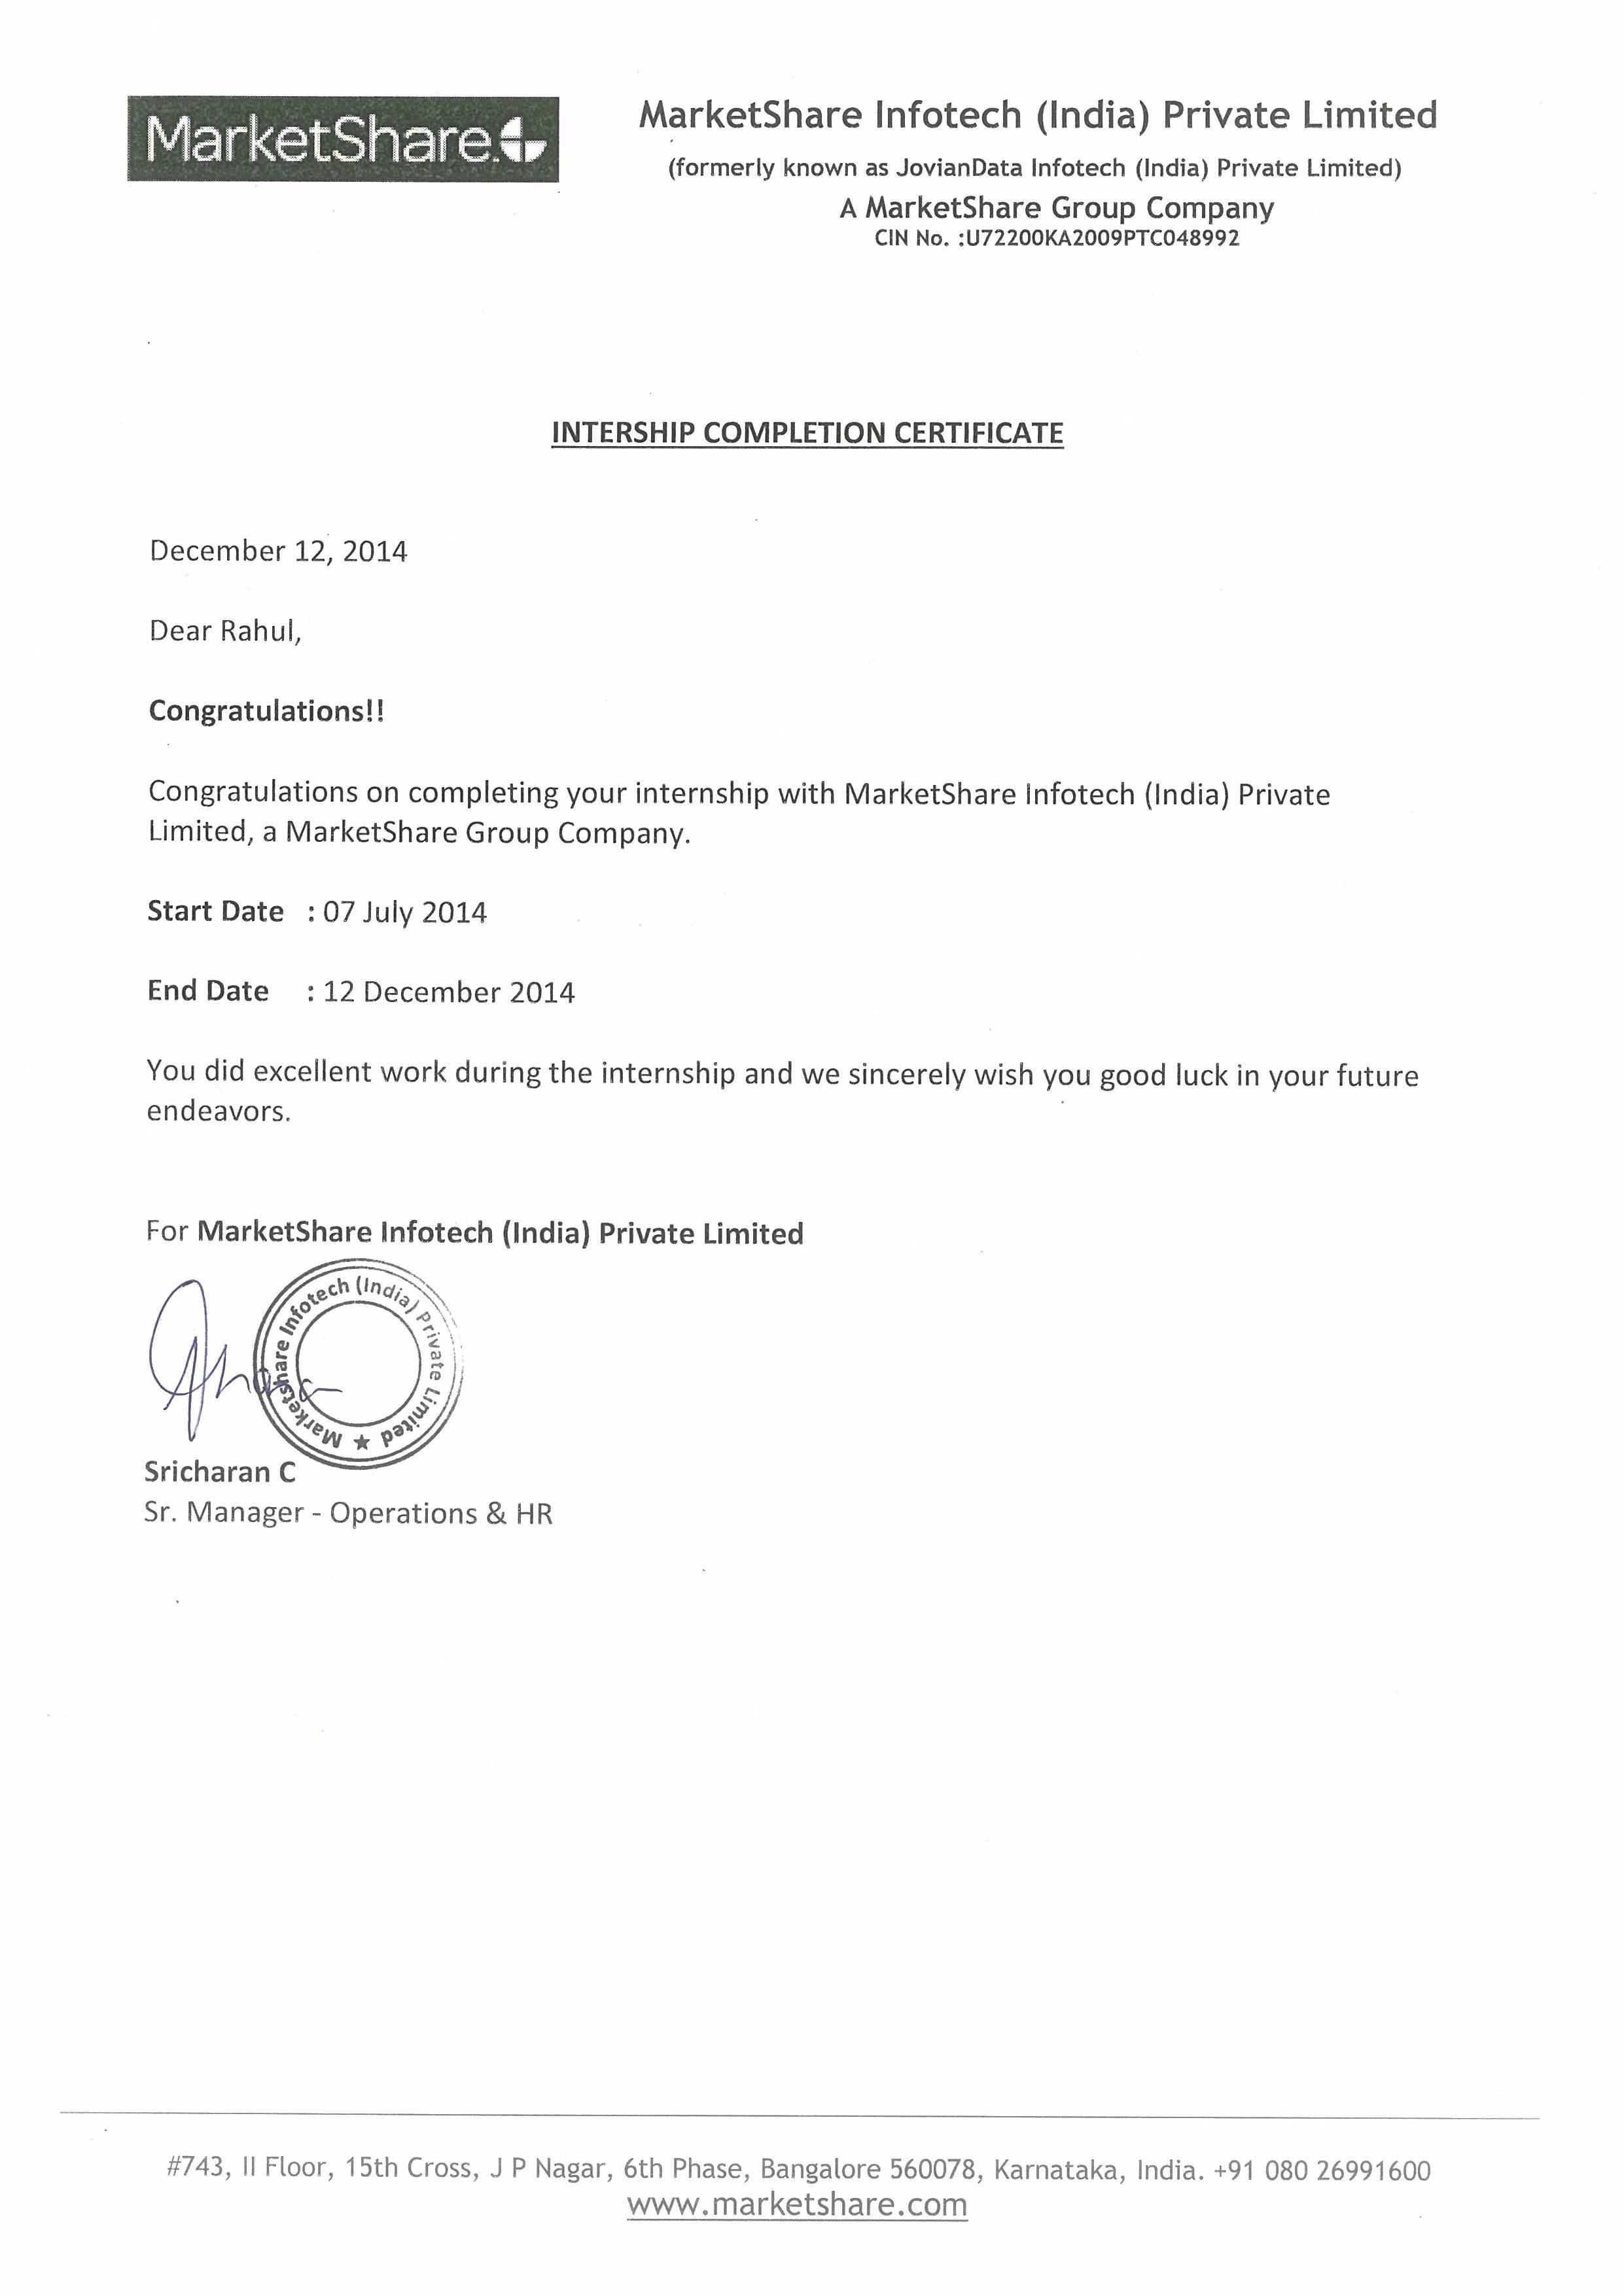 MarketShare
MarketShare Infotech (India) Private Limited
(formerly known as JovianData Infotech (India) Private Limited)
A MarketShare Group Company
CIN No. :U72200KA2009PTC048992
INTERSHIP COMPLETION CERTIFICATE
December 12, 2014
Dear Rahul,
Congratulations!!
Congratulations on completing your internship with MarketShare Infotech (India) Private
Limited, a MarketShare Group Company.
Start Date : 07 July 2014
End Date : 12 December 2014
You did excellent work during the internship and we sincerely wish you good luck in your future
endeavors.
For MarketShare Infotech (India) Private Limited
Marketshare Infotech (India) Private Limited ★
Sricharan C
Sr. Manager - Operations & HR
#743, II Floor, 15th Cross, J P Nagar, 6th Phase, Bangalore 560078, Karnataka, India. +91 080 26991600
www.marketshare.com